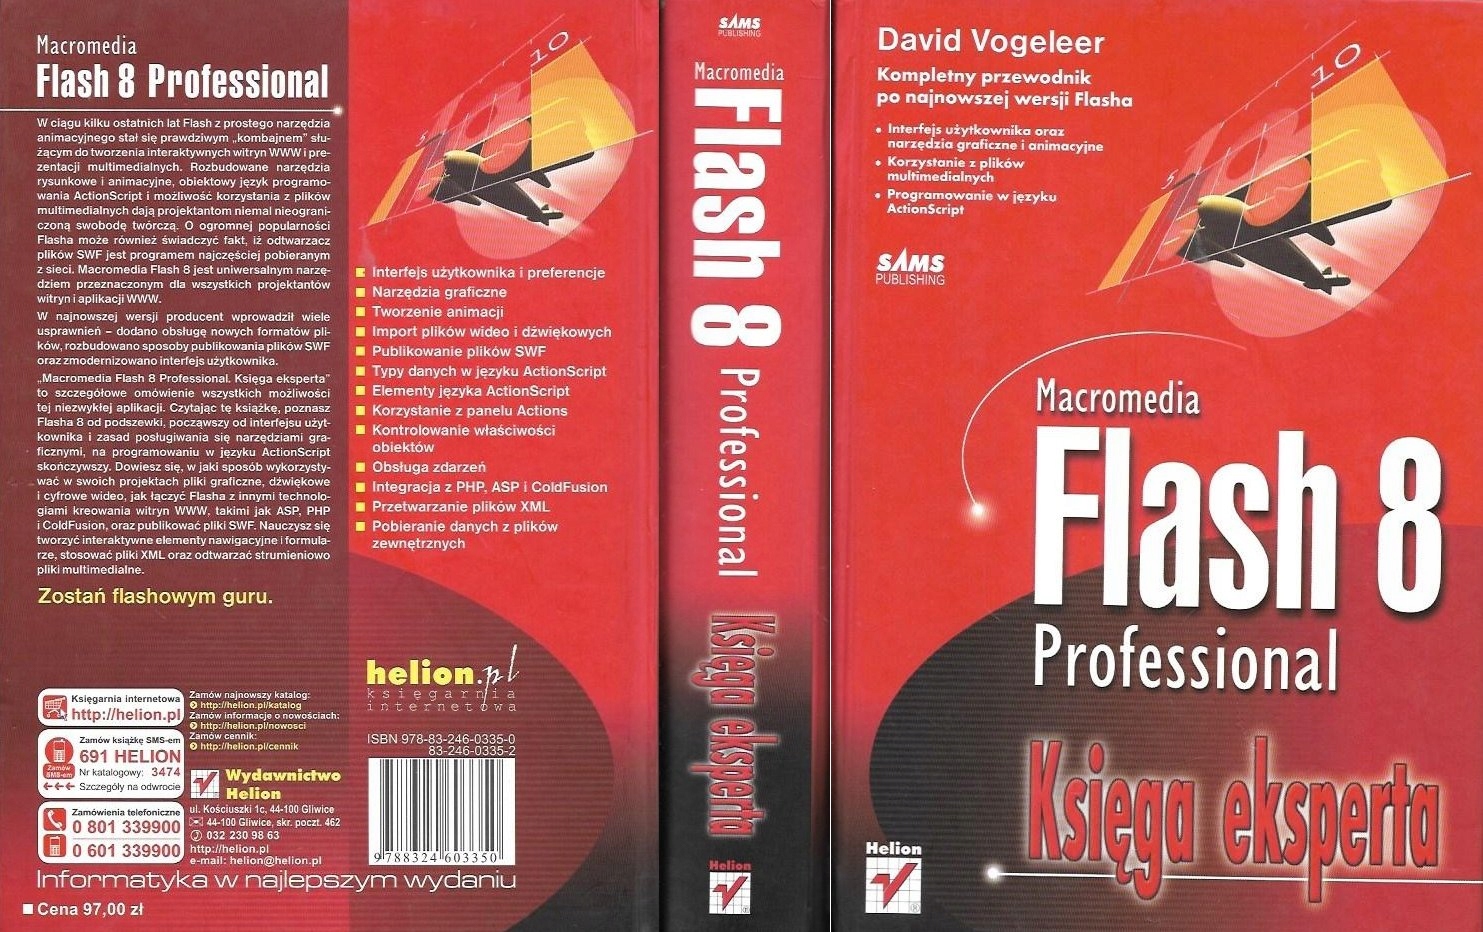 Macromedia
Flash 8 Professional
W ciągu kilku ostatnich lat Flash z prostego narzędzia
animacyjnego stał się prawdziwym „kombajnem” słu-
żącym do tworzenia interaktywnych witryn WWW i pre-
zentacji multimedialnych. Rozbudowane narzędzia
rysunkowe i animacyjne, obiektowy język programo-
wania ActionScript i możliwość korzystania z plików
multimedialnych dają projektantom niemal nieograni-
czoną swobodę twórczą. O ogromnej popularności
Flasha może również świadczyć fakt, iż odtwarzacz
plików SWF jest programem najczęściej pobieranym
z sieci. Macromedia Flash 8 jest uniwersalnym narzę-
dziem przeznaczonym dla wszystkich projektantów
witryn i aplikacji WWW.
W najnowszej wersji producent wprowadził wiele
usprawnień – dodano obsługę nowych formatów pli-
ków, rozbudowano sposoby publikowania plików SWF
oraz zmodernizowano interfejs użytkownika.
„Macromedia Flash 8 Professional. Księga eksperta”
to szczegółowe omówienie wszystkich możliwości
tej niezwykłej aplikacji. Czytając tę książkę, poznasz
Flasha 8 od podszewki, począwszy od interfejsu użyt-
kownika i zasad posługiwania się narzędziami gra-
ficznymi, na programowaniu w języku ActionScript
skończywszy. Dowiesz się, w jaki sposób wykorzysty-
wać w swoich projektach pliki graficzne, dźwiękowe
i cyfrowe wideo, jak łączyć Flasha z innymi technolo-
giami kreowania witryn WWW, takimi jak ASP, PHP
i ColdFusion, oraz publikować pliki SWF. Nauczysz się
tworzyć interaktywne elementy nawigacyjne i formula-
rze, stosować pliki XML oraz odtwarzać strumieniowo
pliki multimedialne.
Zostań flashowym guru.
10
Interfejs użytkownika i preferencje
Narzędzia graficzne
Tworzenie animacji
Import plików wideo i dźwiękowych
Publikowanie plików SWF
Typy danych w języku ActionScript
Elementy języka ActionScript
Korzystanie z panelu Actions
Kontrolowanie właściwości
obiektów
Obsługa zdarzeń
Integracja z PHP, ASP i ColdFusion
Przetwarzanie plików XML
Pobieranie danych z plików
zewnętrznych
helion.pl
księgarnia
internetowa
ISBN 978-83-246-0335-0
83-246-0335-2
9 788324 603350
Księgarnia internetowa
http://helion.pl
Zamów najnowszy katalog:
http://helion.pl/katalog
Zamów informacje o nowościach:
http://helion.pl/nowosci
Zamów cennik:
http://helion.pl/cennik
Zamów książkę SMS-em
691 HELION
Nr katalogowy: 3474
Szczegóły na odwrocie
Zamów
SMS-em
Zamówienia telefoniczne
0 801 339900
0 601 339900
Wydawnictwo
Helion
ul. Kościuszki 1c, 44-100 Gliwice
44-100 Gliwice, skr. poczt. 462
032 230 98 63
http://helion.pl
e-mail: helion@helion.pl
Informatyka w najlepszym wydaniu
Cena 97,00 zł
SAMS
PUBLISHING
Macromedia
Flash 8 Professional
Księga eksperta
Helion
David Vogeleer
Kompletny przewodnik
po najnowszej wersji Flasha
• Interfejs użytkownika oraz
narzędzia graficzne i animacyjne
• Korzystanie z plików
multimedialnych
• Programowanie w języku
ActionScript
SAMS
PUBLISHING
10
5
Macromedia
Flash 8
Professional
Księga eksperta
Helion